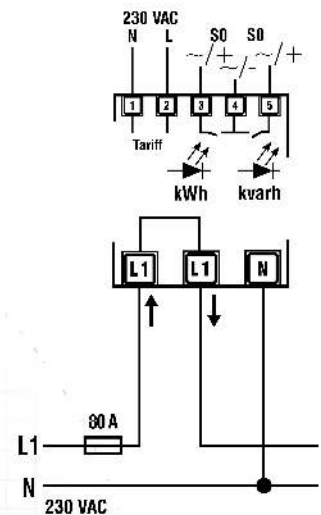 230 VAC
N L S0 S0
~/+ ~/- ~/+
1 2 3 4 5
Tariff
kWh kvarh
L1 L1 N
80 A
L1
N
230 VAC